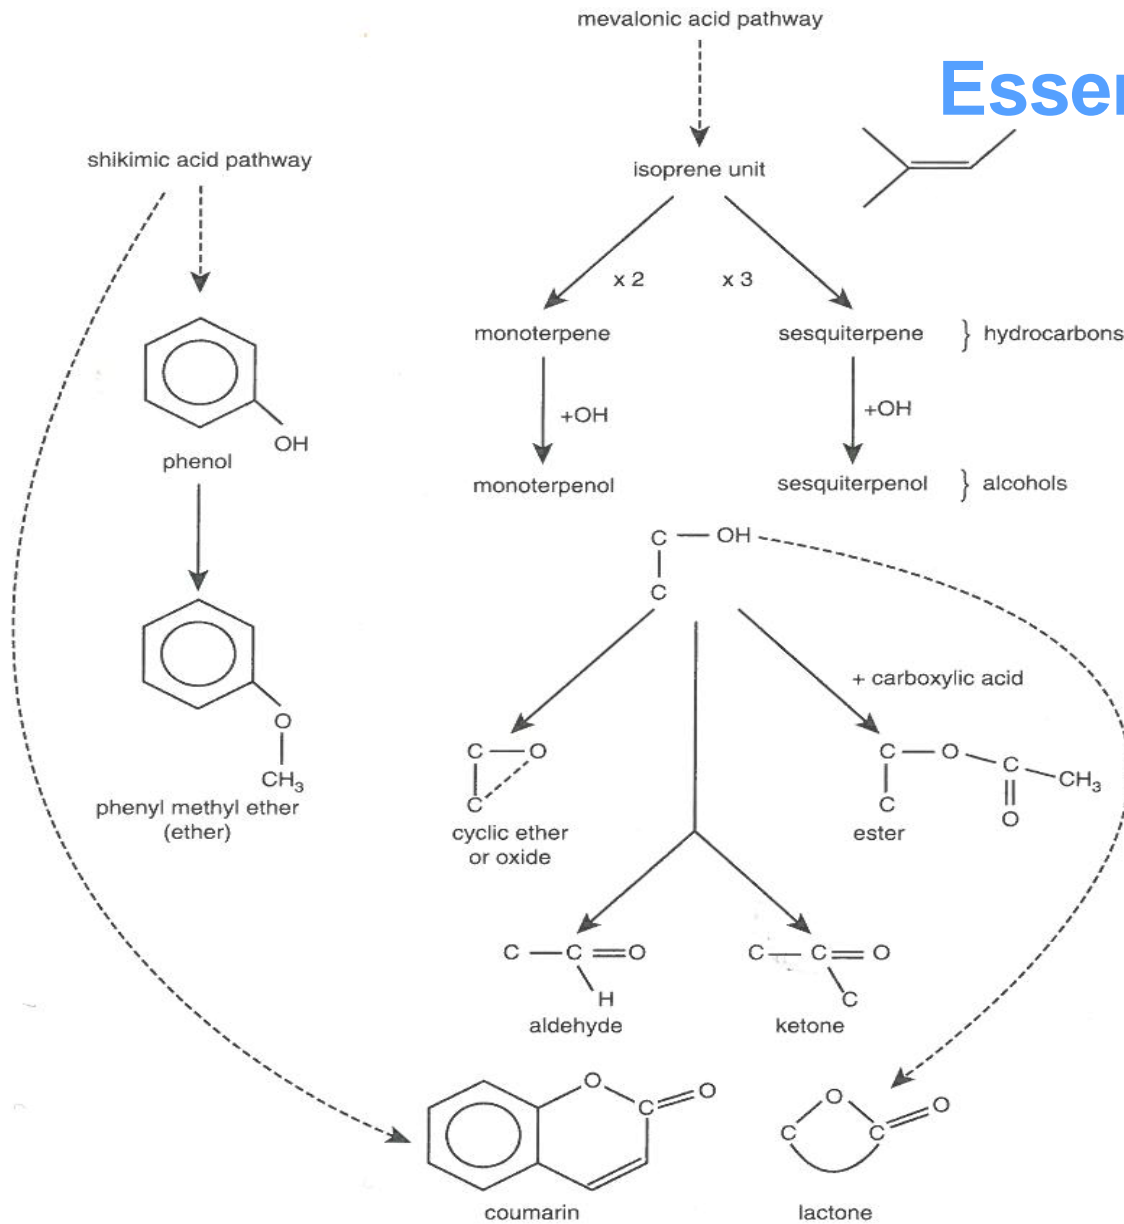 mevalonic acid pathway
Esser
shikimic acid pathway
isoprene unit
x 2
x 3
monoterpene
sesquiterpene } hydrocarbons
+OH
+OH
OH
phenol
monoterpenol
sesquiterpenol } alcohols
C — OH
C
+ carboxylic acid
O
CH₃
phenyl methyl ether
(ether)
C — O
C
cyclic ether
or oxide
C — O
C
CH₃
C
O
ester
C — C = O
H
aldehyde
C — C = O
C
ketone
O
C
O
coumarin
O
C
C
O
lactone